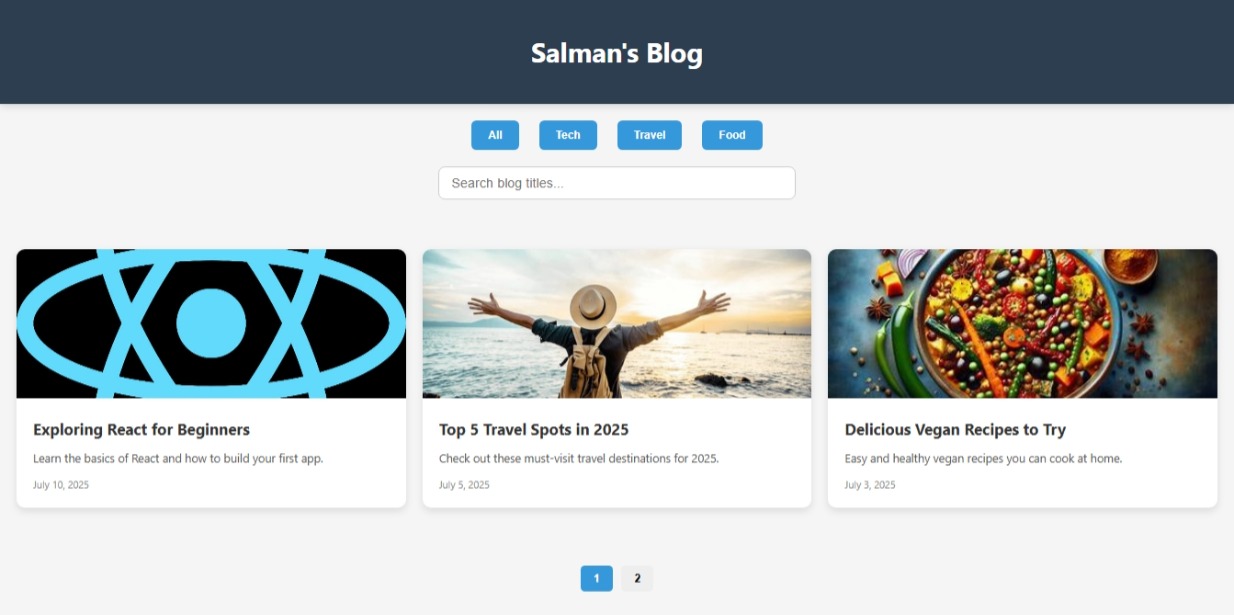 Salman's Blog
All Tech Travel Food
Search blog titles...
Exploring React for Beginners
Learn the basics of React and how to build your first app.
July 10, 2025
Top 5 Travel Spots in 2025
Check out these must-visit travel destinations for 2025.
July 5, 2025
Delicious Vegan Recipes to Try
Easy and healthy vegan recipes you can cook at home.
July 3, 2025
1 2